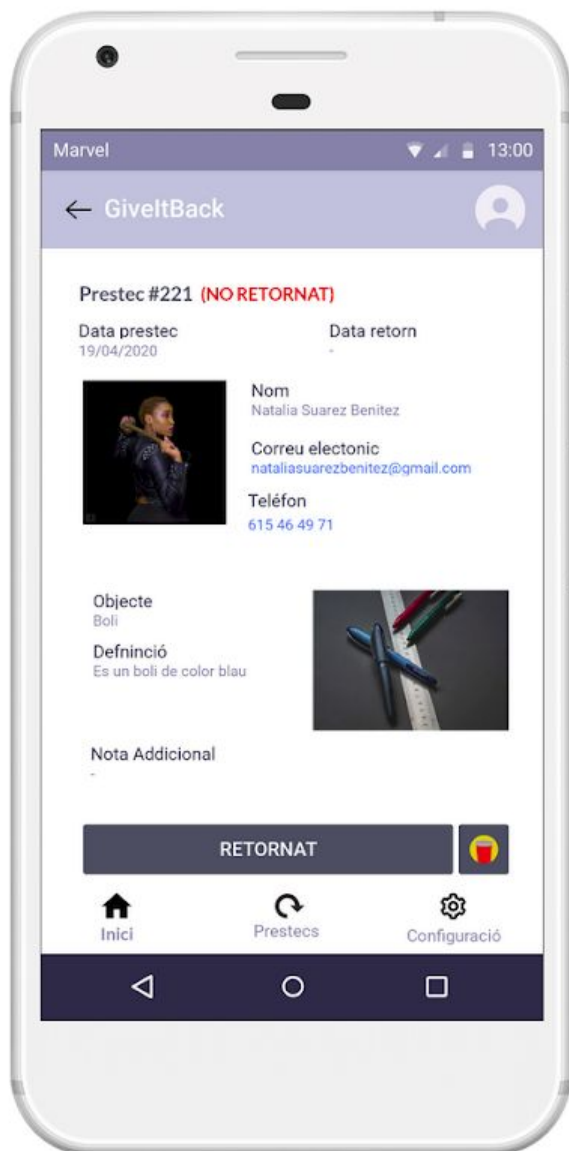 Marvel 13:00
GiveItBack
Prestec #221 (NO RETORNAT)
Data prestec Data retorn
19/04/2020 -
Nom
Natalia Suarez Benitez
Correu electonic
nataliasuarezbenitez@gmail.com
Teléfon
615 46 49 71
Objecte
Boli
Defninció
Es un boli de color blau
Nota Addicional
-
RETORNAT
Inici Prestecs Configuració